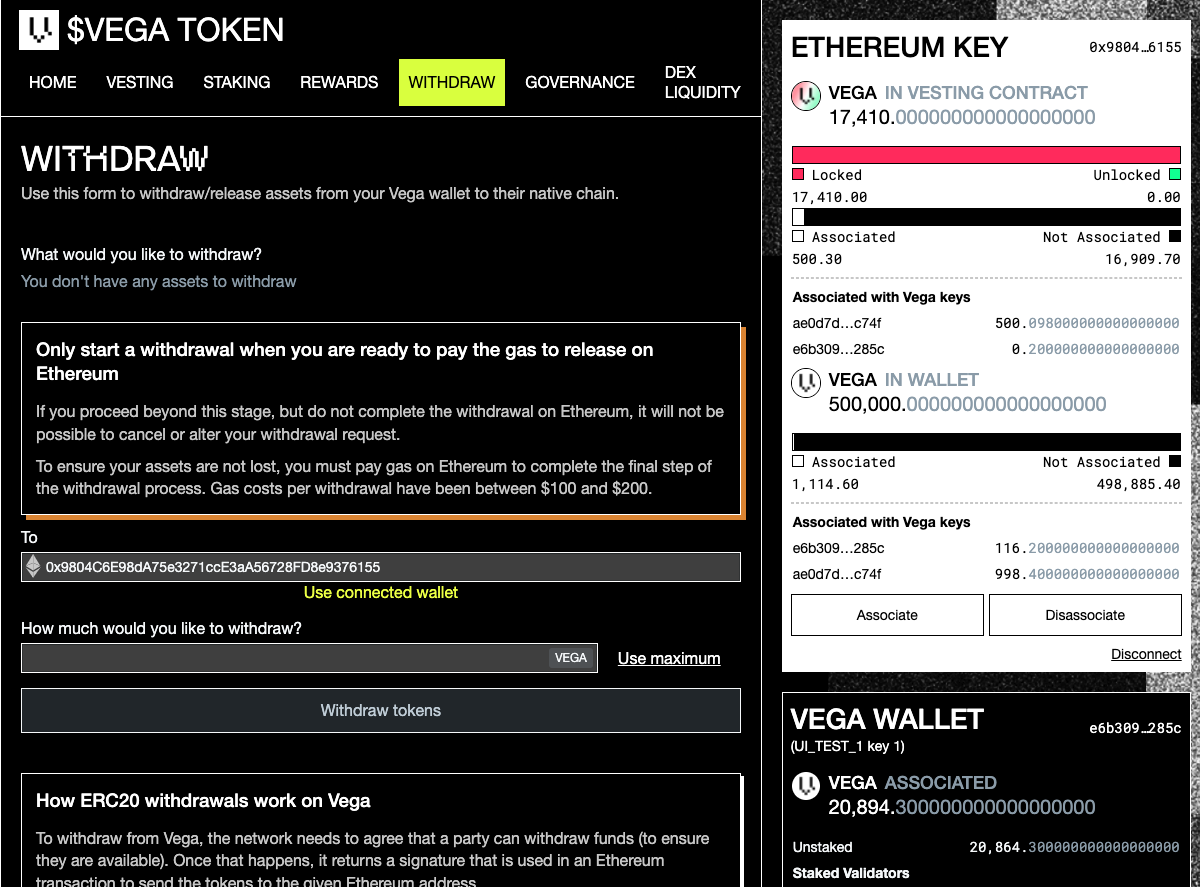 $VEGA TOKEN
HOME VESTING STAKING REWARDS WITHDRAW GOVERNANCE DEX LIQUIDITY
WITHDRAW
Use this form to withdraw/release assets from your Vega wallet to their native chain.
What would you like to withdraw?
You don't have any assets to withdraw
Only start a withdrawal when you are ready to pay the gas to release on
Ethereum
If you proceed beyond this stage, but do not complete the withdrawal on Ethereum, it will not be
possible to cancel or alter your withdrawal request.
To ensure your assets are not lost, you must pay gas on Ethereum to complete the final step of
the withdrawal process. Gas costs per withdrawal have been between $100 and $200.
To
0x9804C6E98dA75e3271ccE3aA56728FD8e9376155
Use connected wallet
How much would you like to withdraw?
VEGA Use maximum
Withdraw tokens
How ERC20 withdrawals work on Vega
To withdraw from Vega, the network needs to agree that a party can withdraw funds (to ensure
they are available). Once that happens, it returns a signature that is used in an Ethereum
transaction to send the tokens to the given Ethereum address.
ETHEREUM KEY 0x9804…6155
VEGA IN VESTING CONTRACT
17,410.000000000000000000
Locked Unlocked
17,410.00 0.00
Associated Not Associated
500.30 16,909.70
Associated with Vega keys
ae0d7d…c74f 500.098000000000000000
e6b309…285c 0.200000000000000000
VEGA IN WALLET
500,000.000000000000000000
Associated Not Associated
1,114.60 498,885.40
Associated with Vega keys
e6b309…285c 116.200000000000000000
ae0d7d…c74f 998.400000000000000000
Associate Disassociate
Disconnect
VEGA WALLET e6b309…285c
(UI_TEST_1 key 1)
VEGA ASSOCIATED
20,894.300000000000000000
Unstaked 20,864.300000000000000000
Staked Validators